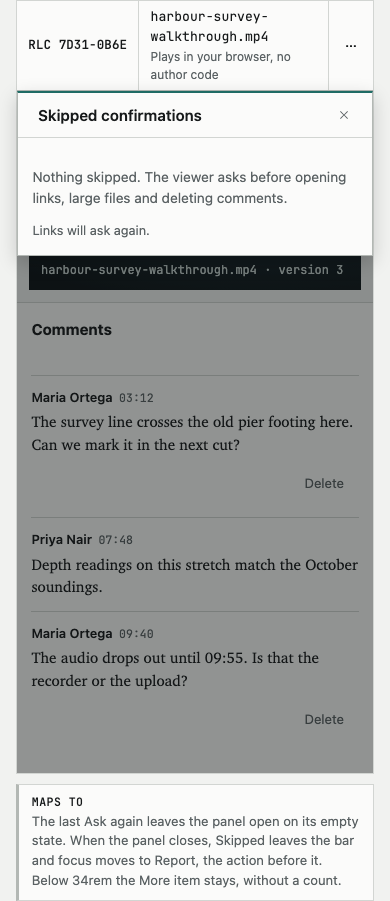 RLC 7D31-0B6E
harbour-survey-
walkthrough.mp4
Plays in your browser, no
author code
…
Skipped confirmations
×
Nothing skipped. The viewer asks before opening
links, large files and deleting comments.
Links will ask again.
harbour-survey-walkthrough.mp4 · version 3
Comments
Maria Ortega 03:12
The survey line crosses the old pier footing here.
Can we mark it in the next cut?
Delete
Priya Nair 07:48
Depth readings on this stretch match the October
soundings.
Maria Ortega 09:40
The audio drops out until 09:55. Is that the
recorder or the upload?
Delete
MAPS TO
The last Ask again leaves the panel open on its empty
state. When the panel closes, Skipped leaves the bar
and focus moves to Report, the action before it.
Below 34rem the More item stays, without a count.